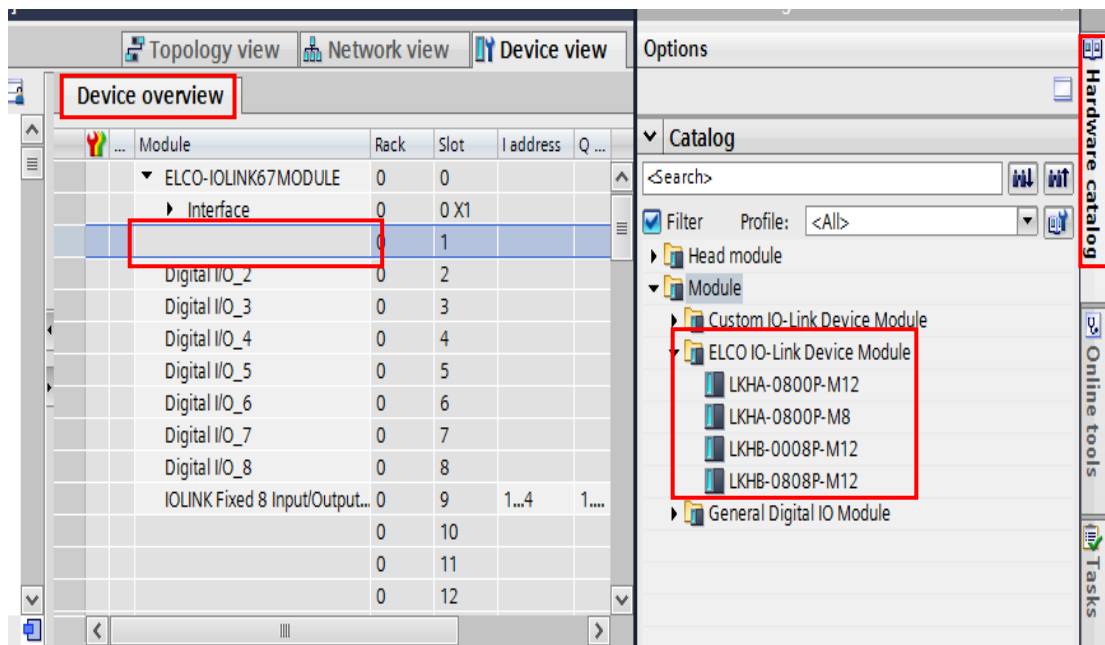 Topology view Network view Device view
Device overview
... Module Rack Slot I address Q ...
ELCO-IOLINK67MODULE 0 0
Interface 0 0 X1
0 1
Digital I/O_2 0 2
Digital I/O_3 0 3
Digital I/O_4 0 4
Digital I/O_5 0 5
Digital I/O_6 0 6
Digital I/O_7 0 7
Digital I/O_8 0 8
IOLINK Fixed 8 Input/Output... 0 9 1...4 1....
0 10
0 11
0 12
Options
Catalog
<Search>
Filter Profile: <All>
Head module
Module
Custom IO-Link Device Module
ELCO IO-Link Device Module
LKHA-0800P-M12
LKHA-0800P-M8
LKHB-0008P-M12
LKHB-0808P-M12
General Digital IO Module
Hardware catalog
Online tools
Tasks